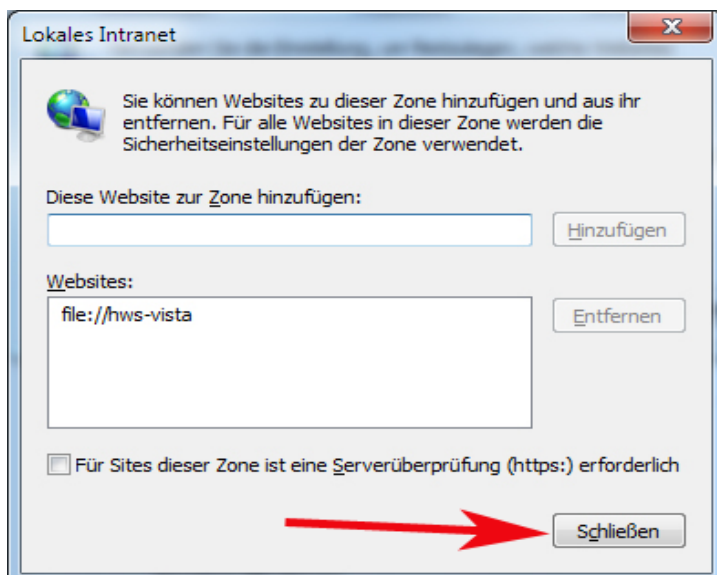 Lokales Intranet
Sie können Websites zu dieser Zone hinzufügen und aus ihr
entfernen. Für alle Websites in dieser Zone werden die
Sicherheitseinstellungen der Zone verwendet.
Diese Website zur Zone hinzufügen:
Hinzufügen
Websites:
file://hws-vista
Entfernen
Für Sites dieser Zone ist eine Serverüberprüfung (https:) erforderlich
Schließen